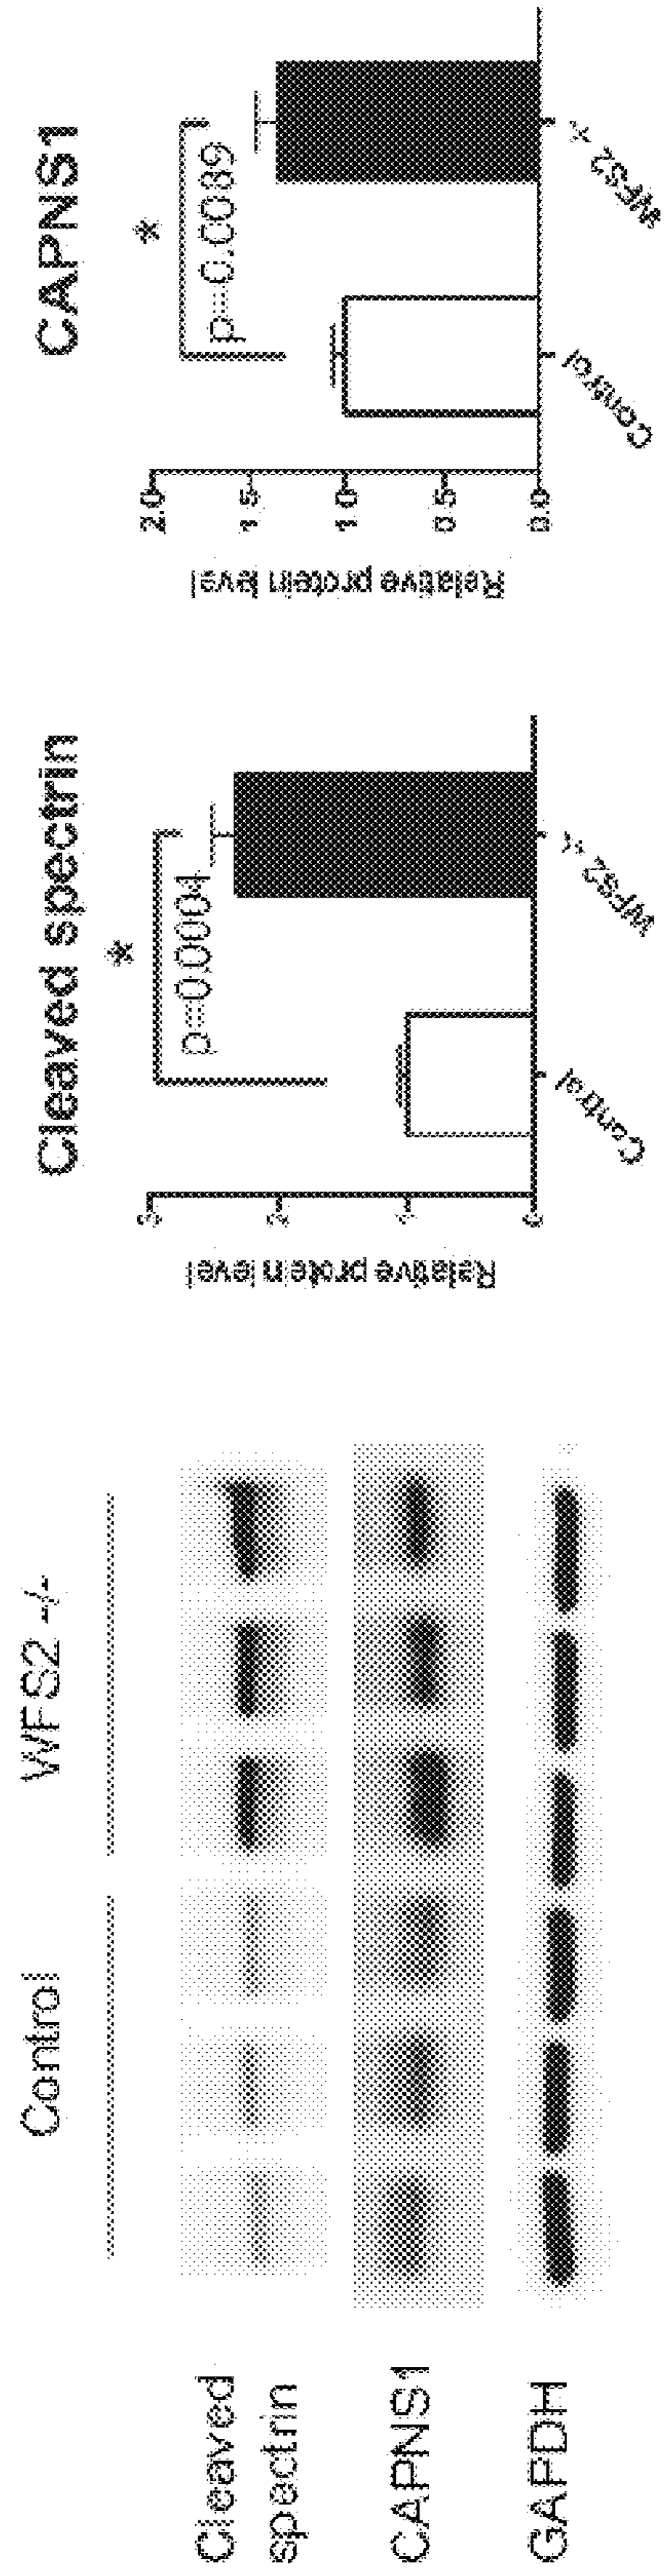 Control
WFS2 -/-
Cleaved
spectrin
CAPNS1
GAPDH
Cleaved spectrin
*
p=0.0004
Relative protein level
3
2
1
0
Control
WFS2 -/-
CAPNS1
*
p=0.0089
Relative protein level
2.0
1.5
1.0
0.5
0.0
Control
WFS2 -/-